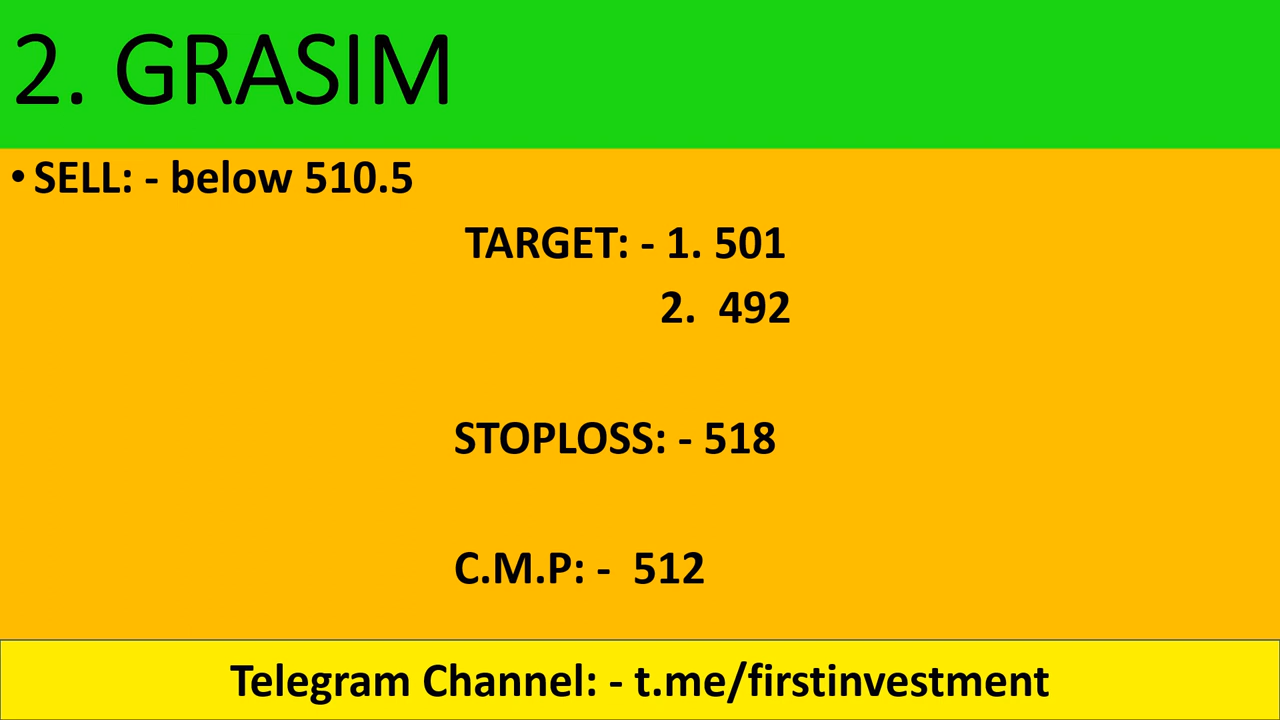 2. GRASIM
• SELL: - below 510.5
TARGET: - 1. 501
2. 492
STOPLOSS: - 518
C.M.P: - 512
Telegram Channel: - t.me/firstinvestment